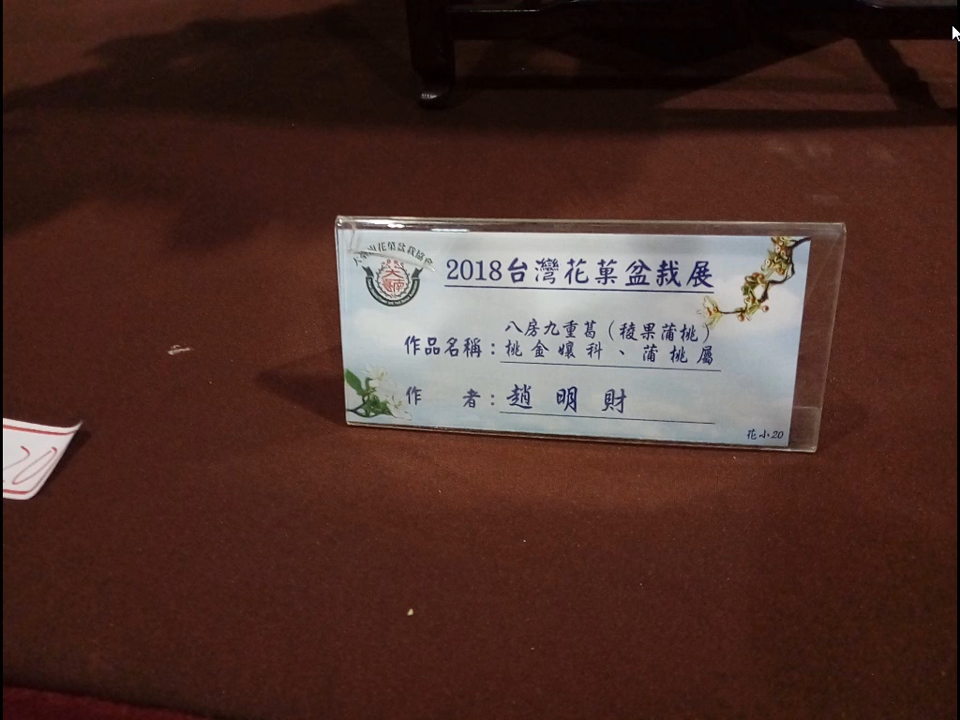 2018台灣花菓盆栽展
作品名稱：
八房九重葛（稜果蒲桃）
桃金孃科、蒲桃屬
作 者：趙明財
花小20
20